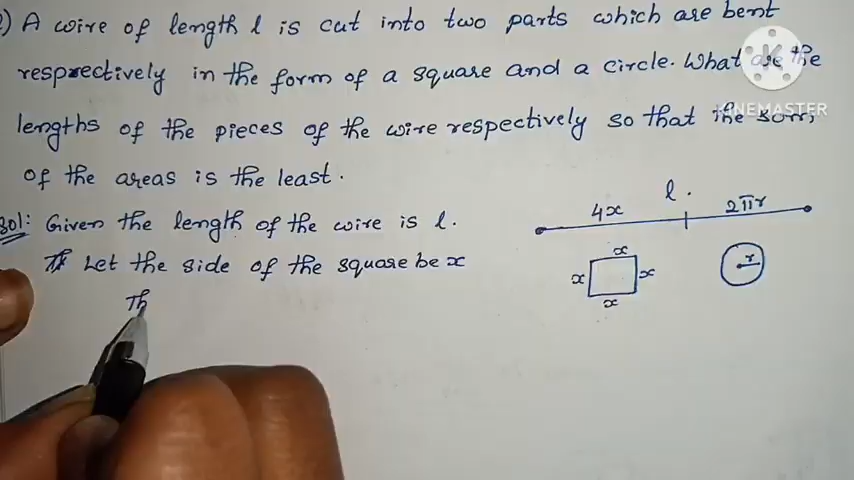 ) A wire of length l is cut into two parts which are bent
respectively in the form of a square and a circle. What are the
lengths of the pieces of the wire respectively so that the sum,
of the areas is the least.
Sol: Given the length of the wire is l.
Let the side of the square be x
Th
l.
4x 2πr
x
x x
x
r
K
KINEMASTER